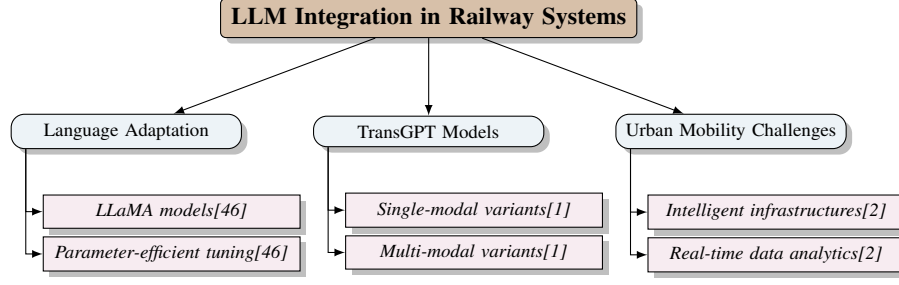 LLM Integration in Railway Systems
Language Adaptation
TransGPT Models
Urban Mobility Challenges
LLaMA models[46]
Parameter-efficient tuning[46]
Single-modal variants[1]
Multi-modal variants[1]
Intelligent infrastructures[2]
Real-time data analytics[2]